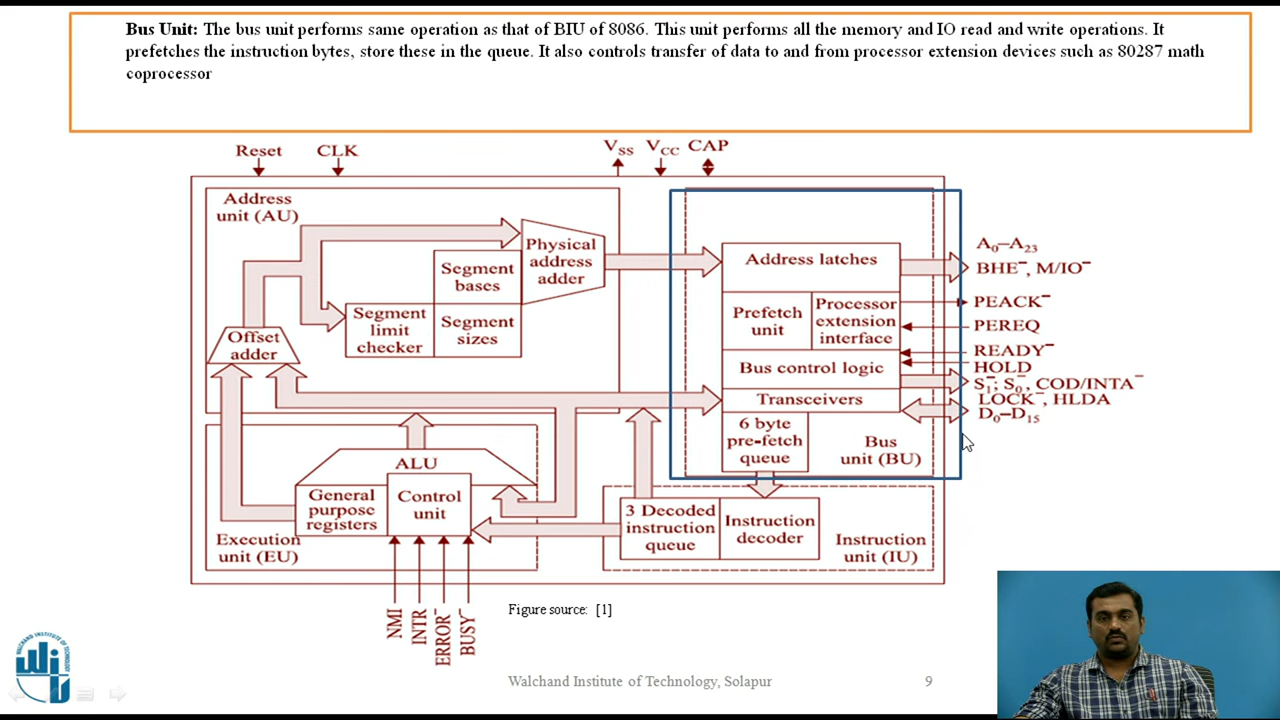 Bus Unit: The bus unit performs same operation as that of BIU of 8086. This unit performs all the memory and IO read and write operations. It
prefetches the instruction bytes, store these in the queue. It also controls transfer of data to and from processor extension devices such as 80287 math
coprocessor
Reset
CLK
VSS
VCC
CAP
Address
unit (AU)
Physical
address
adder
Segment
bases
Segment
limit
checker
Segment
sizes
Offset
adder
Address latches
Prefetch
unit
Processor
extension
interface
Bus control logic
Transceivers
6 byte
pre-fetch
queue
Bus
unit (BU)
A0–A23
BHE⁻, M/IO⁻
PEACK⁻
PEREQ
READY⁻
HOLD
S1⁻, S0⁻, COD/INTA⁻
LOCK⁻, HLDA
D0–D15
ALU
General
purpose
registers
Control
unit
Execution
unit (EU)
3 Decoded
instruction
queue
Instruction
decoder
Instruction
unit (IU)
NMI
INTR
ERROR⁻
BUSY⁻
Figure source: [1]
WALCHAND INSTITUTE OF TECHNOLOGY
WIT
Walchand Institute of Technology, Solapur
9